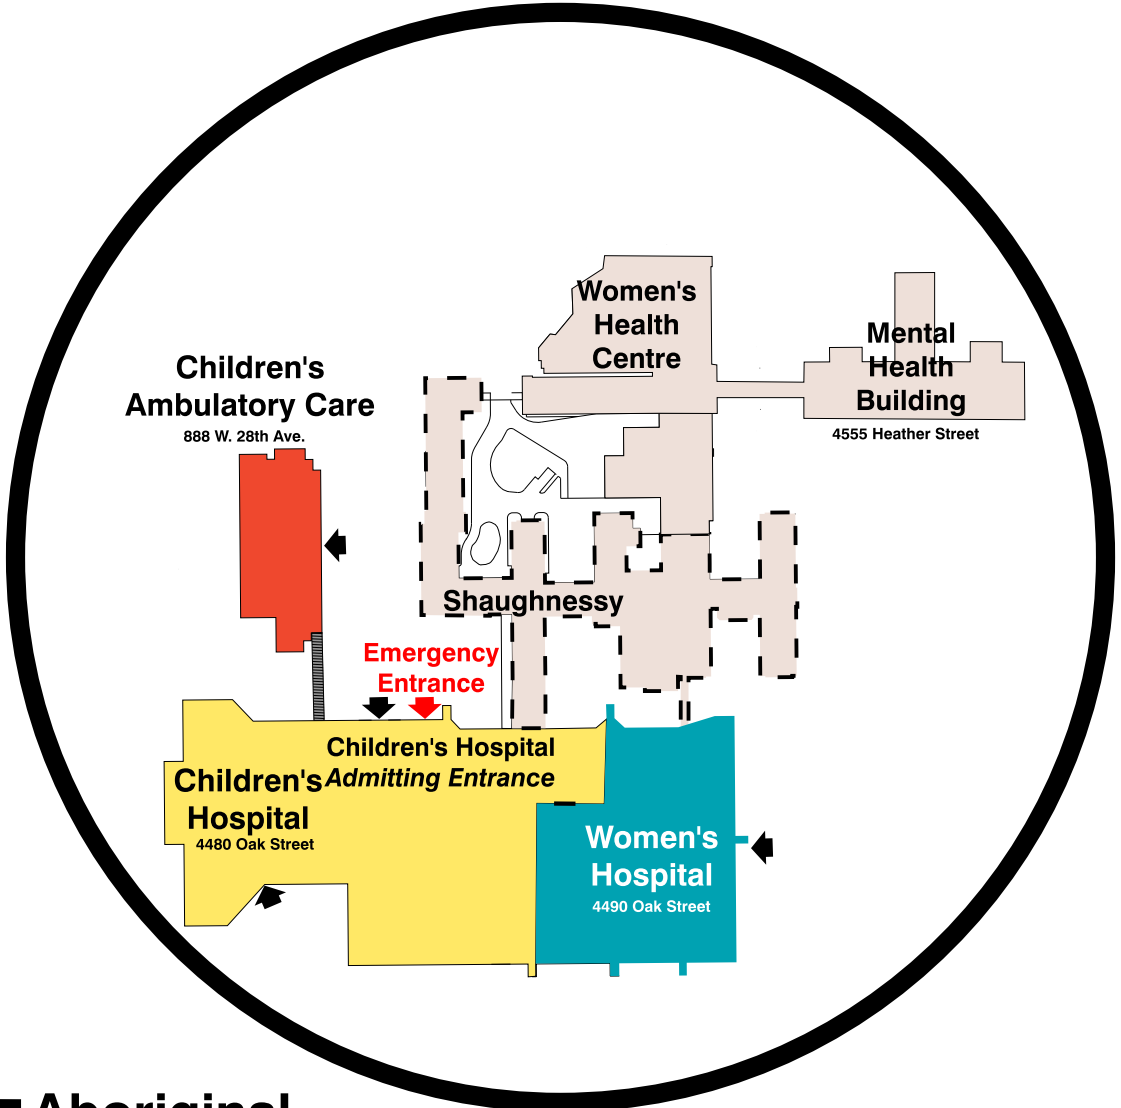 Women's
Health
Centre
Mental
Health
Building
4555 Heather Street
Children's
Ambulatory Care
888 W. 28th Ave.
Shaughnessy
Emergency
Entrance
Children's Hospital
Admitting Entrance
Children's
Hospital
4480 Oak Street
Women's
Hospital
4490 Oak Street
Aboriginal